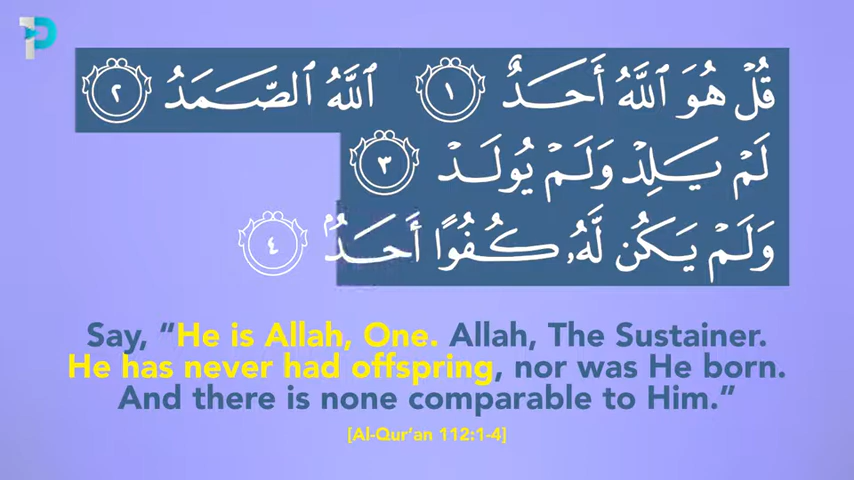 قُلْ هُوَ ٱللَّهُ أَحَدٌ ١ ٱللَّهُ ٱلصَّمَدُ ٢
لَمْ يَلِدْ وَلَمْ يُولَدْ ٣
وَلَمْ يَكُن لَّهُۥ كُفُوًا أَحَدٌۢ ٤
Say, “He is Allah, One. Allah, The Sustainer.
He has never had offspring, nor was He born.
And there is none comparable to Him.”
[Al-Qur’an 112:1-4]